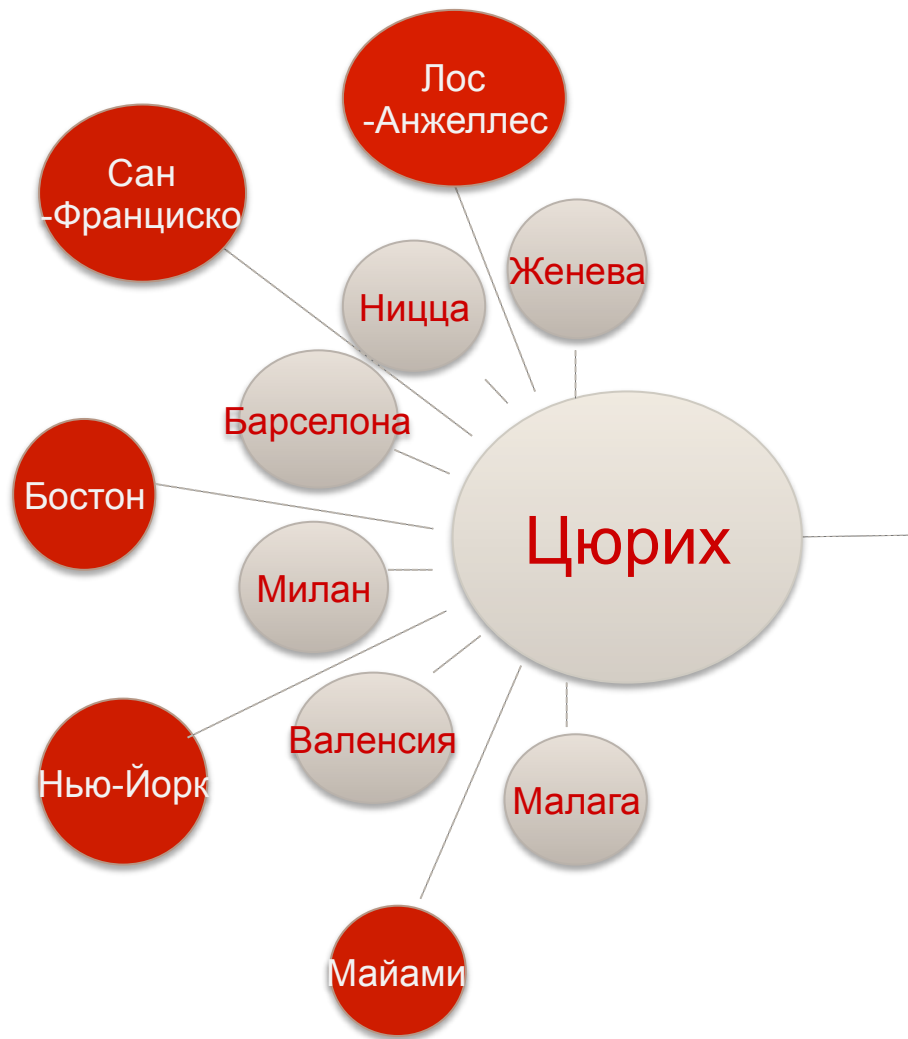 Лос
-Анжеллес
Сан
-Франциско
Женева
Ницца
Барселона
Бостон
Цюрих
Милан
Валенсия
Нью-Йорк
Малага
Майами